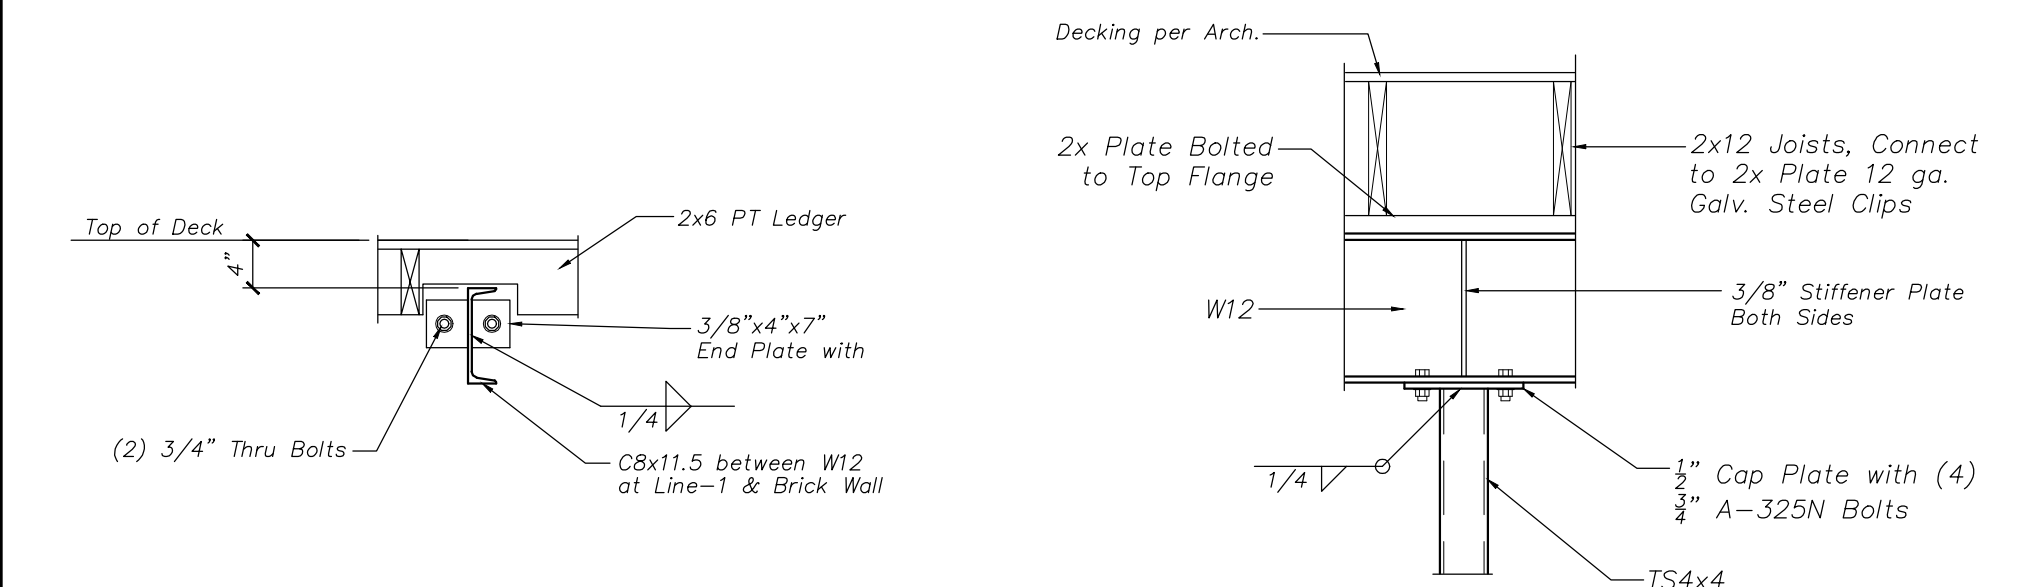 Top of Deck
4"
2x6 PT Ledger
3/8"x4"x7"
End Plate with
1/4
(2) 3/4" Thru Bolts
C8x11.5 between W12
at Line-1 & Brick Wall
Decking per Arch.
2x Plate Bolted
to Top Flange
2x12 Joists, Connect
to 2x Plate 12 ga.
Galv. Steel Clips
W12
3/8" Stiffener Plate
Both Sides
1/4
1/2" Cap Plate with (4)
3/4" A-325N Bolts
TS4x4